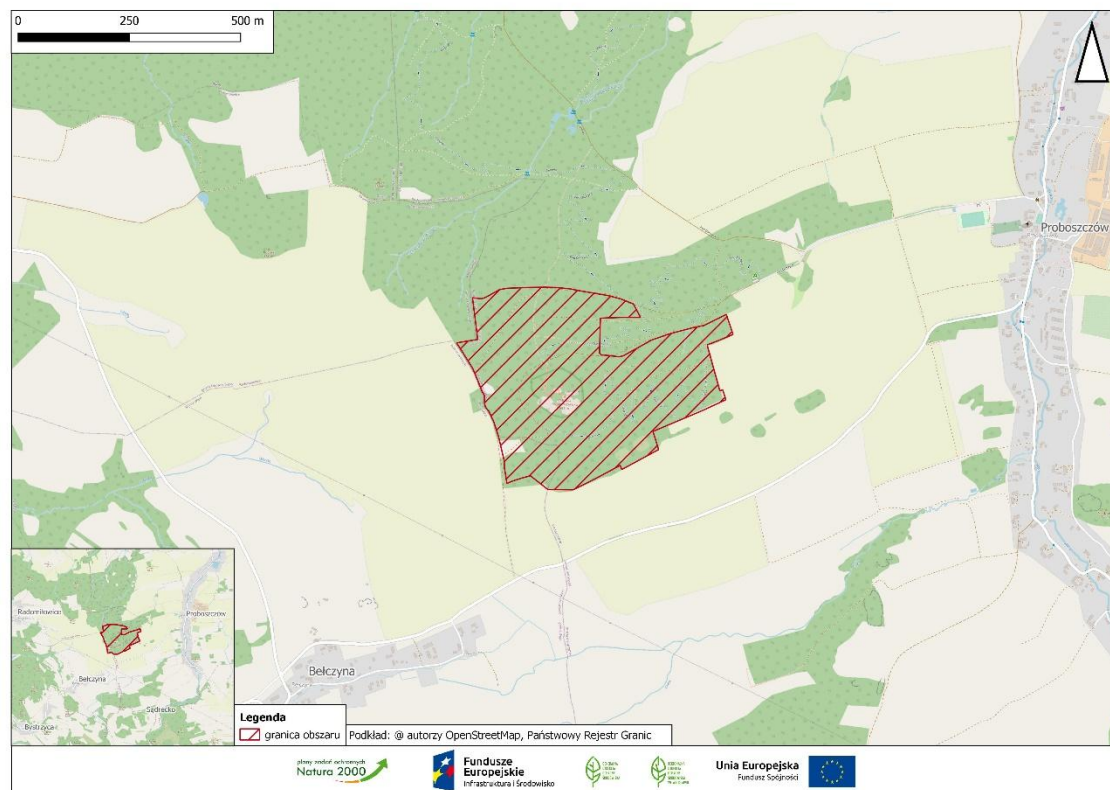 0 250 500 m
Proboszczów
Bełczyna
Radomiłowice
Proboszczów
Bełczyna
Sędrecko
Bystrzyca
Legenda
granica obszaru
Podkład: @ autorzy OpenStreetMap, Państwowy Rejestr Granic
plany zadań ochronnych
Natura 2000
Fundusze
Europejskie
Infrastruktura i Środowisko
Unia Europejska
Fundusz Spójności